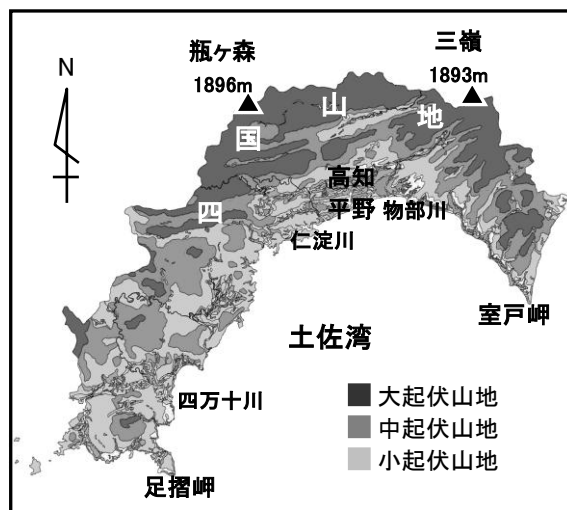 瓶ヶ森
1896m
三嶺
1893m
N
四国山地
高知
平野
物部川
仁淀川
室戸岬
土佐湾
四万十川
足摺岬
大起伏山地
中起伏山地
小起伏山地